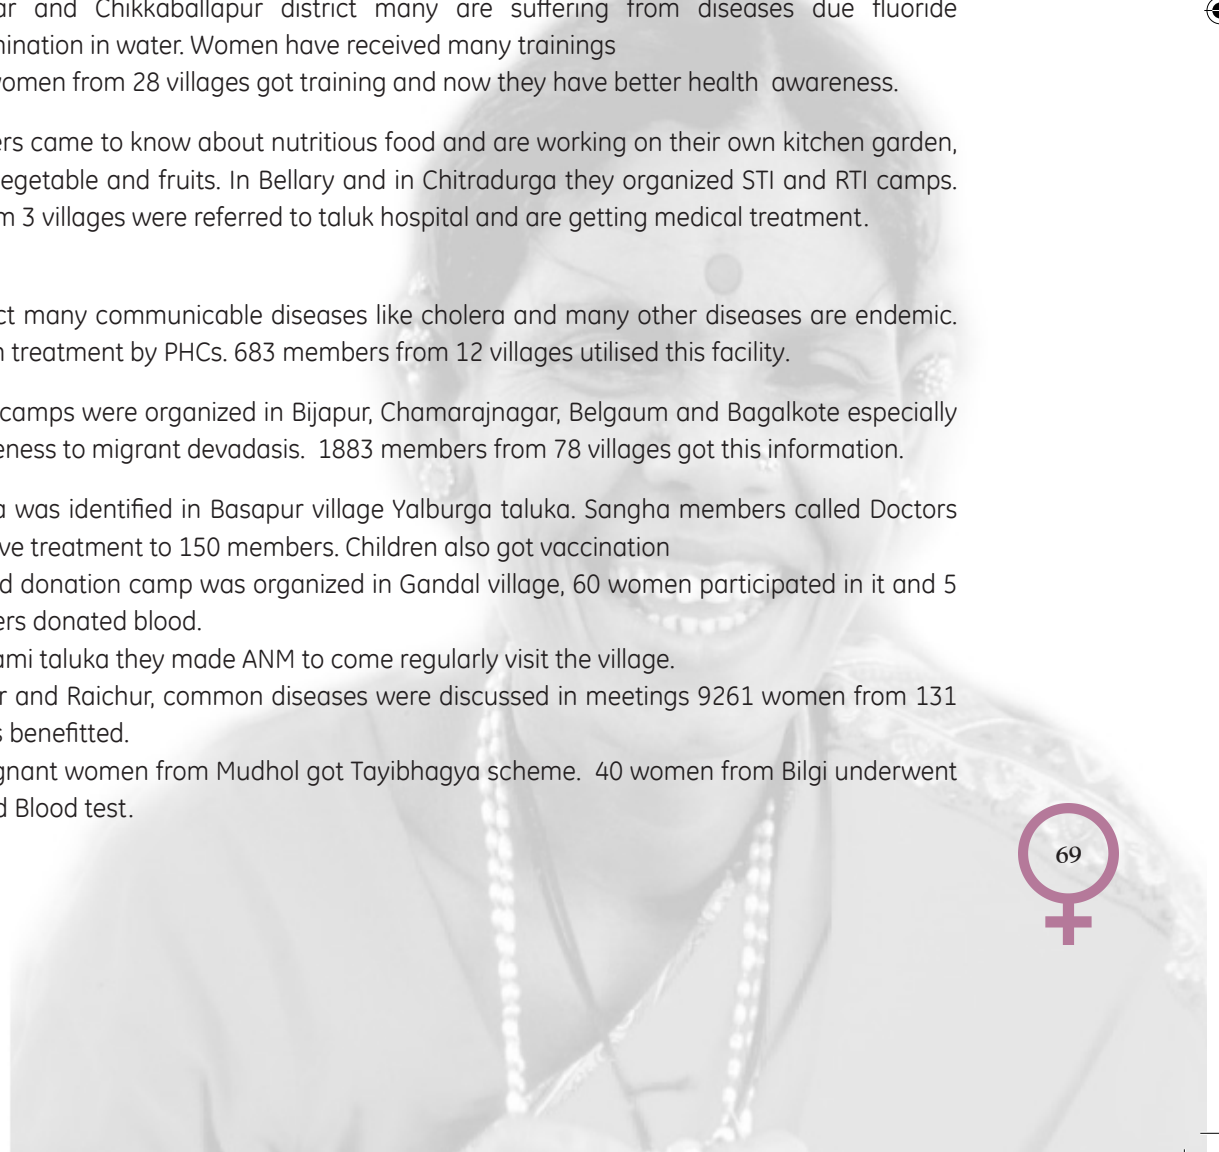 ar and Chikkaballapur district many are suffering from diseases due fluoride
mination in water. Women have received many trainings
women from 28 villages got training and now they have better health awareness.
ers came to know about nutritious food and are working on their own kitchen garden,
egetable and fruits. In Bellary and in Chitradurga they organized STI and RTI camps.
m 3 villages were referred to taluk hospital and are getting medical treatment.
ct many communicable diseases like cholera and many other diseases are endemic.
n treatment by PHCs. 683 members from 12 villages utilised this facility.
camps were organized in Bijapur, Chamarajnagar, Belgaum and Bagalkote especially
eness to migrant devadasis. 1883 members from 78 villages got this information.
a was identified in Basapur village Yalburga taluka. Sangha members called Doctors
ve treatment to 150 members. Children also got vaccination
d donation camp was organized in Gandal village, 60 women participated in it and 5
ers donated blood.
ami taluka they made ANM to come regularly visit the village.
r and Raichur, common diseases were discussed in meetings 9261 women from 131
s benefitted.
gnant women from Mudhol got Tayibhagya scheme. 40 women from Bilgi underwent
d Blood test.
69